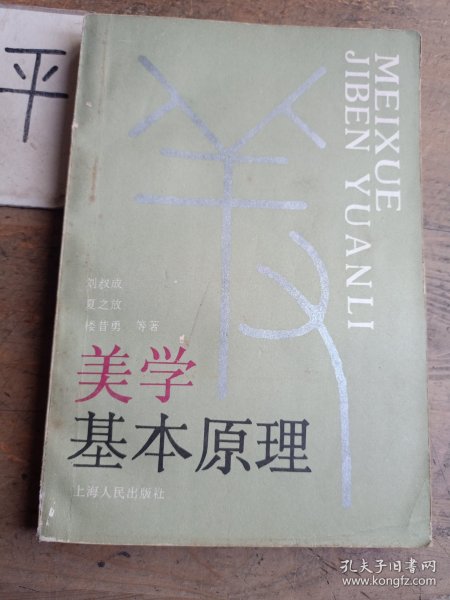 平
MEIXUE
JIBEN YUANLI
刘叔成
夏之放
楼昔勇 等著
美学
基本原理
上海人民出版社
孔夫子旧书网
www.kongfz.com